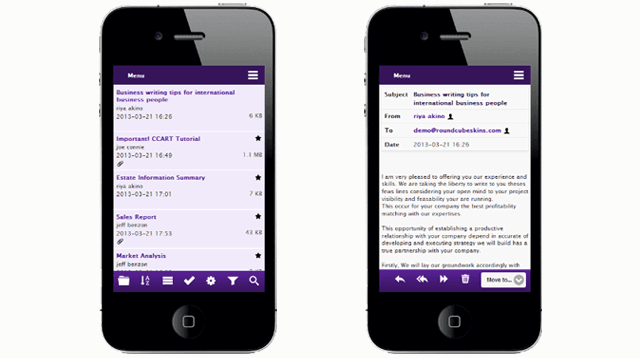 Menu
Business writing tips for international
business people
riya akino
2013-03-21 16:26 6 KB
Important! CCART Tutorial
joe connie
2013-03-21 16:49 1.1 MB
Estate Information Summary
riya akino
2013-03-21 17:01 7 KB
Sales Report
jeff benzan
2013-03-21 17:53 43 KB
Market Analysis
jeff benzan
Menu
Subject Business writing tips for
international business people
From riya akino
To demo@roundcubeskins.com
Date 2013-03-21 16:26
I am very pleased to offering you our experience and
skills. We are taking the liberty to wrere to you theses
fews lines considering your open mind to your project
visibility and feasability your are running.
This occur for your company the best profitability
matching with our expertises.
This opportunity of establishing a productive
relationship with your company depend in accurate of
developing and executing strategy we will build has a
true partnership with your company.
Firstly, We will lay our groundwork accordingly with
Move to...